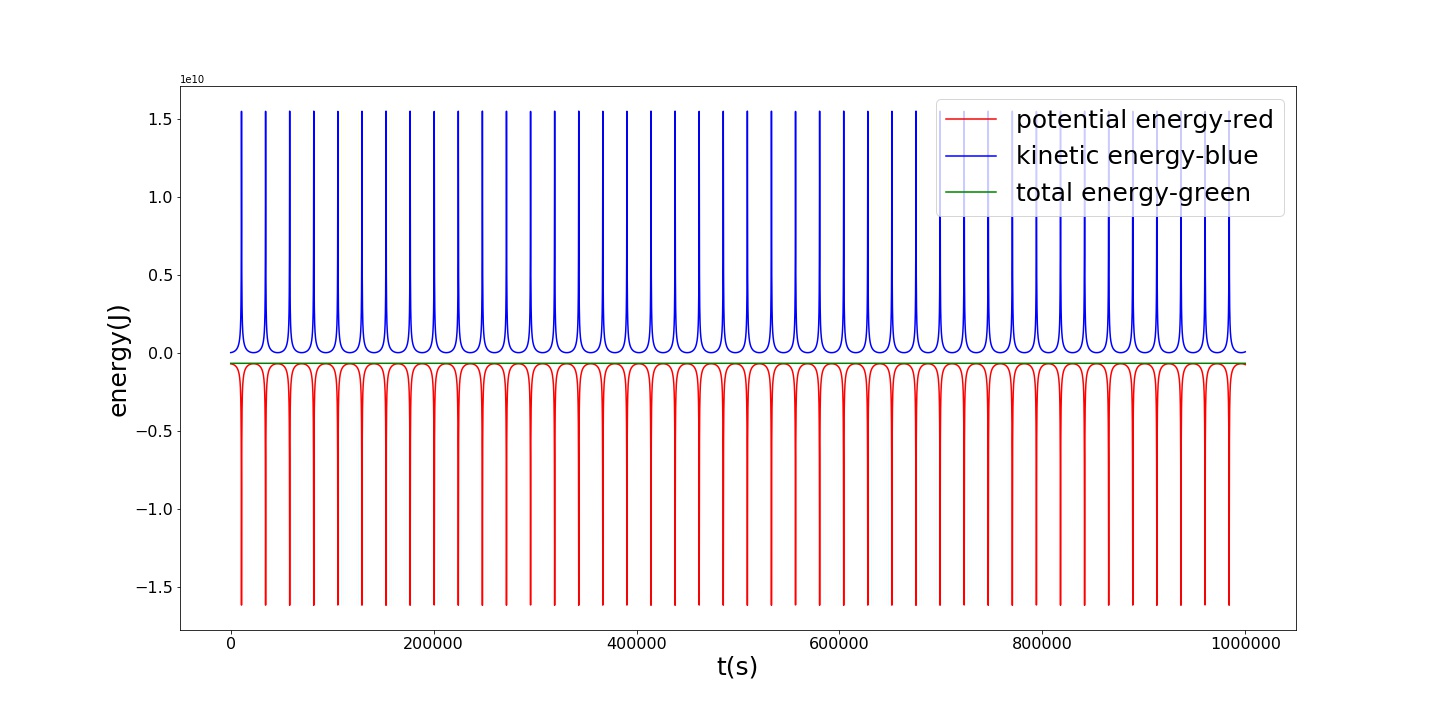 1e10
1.5
1.0
0.5
0.0
−0.5
−1.0
−1.5
energy(J)
potential energy-red
kinetic energy-blue
total energy-green
0 200000 400000 600000 800000 1000000
t(s)